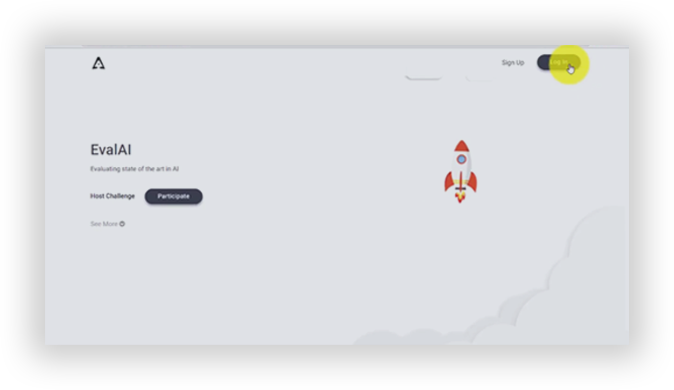 Sign Up
Log In
EvalAI
Evaluating state of the art in AI
Host Challenge
Participate
See More